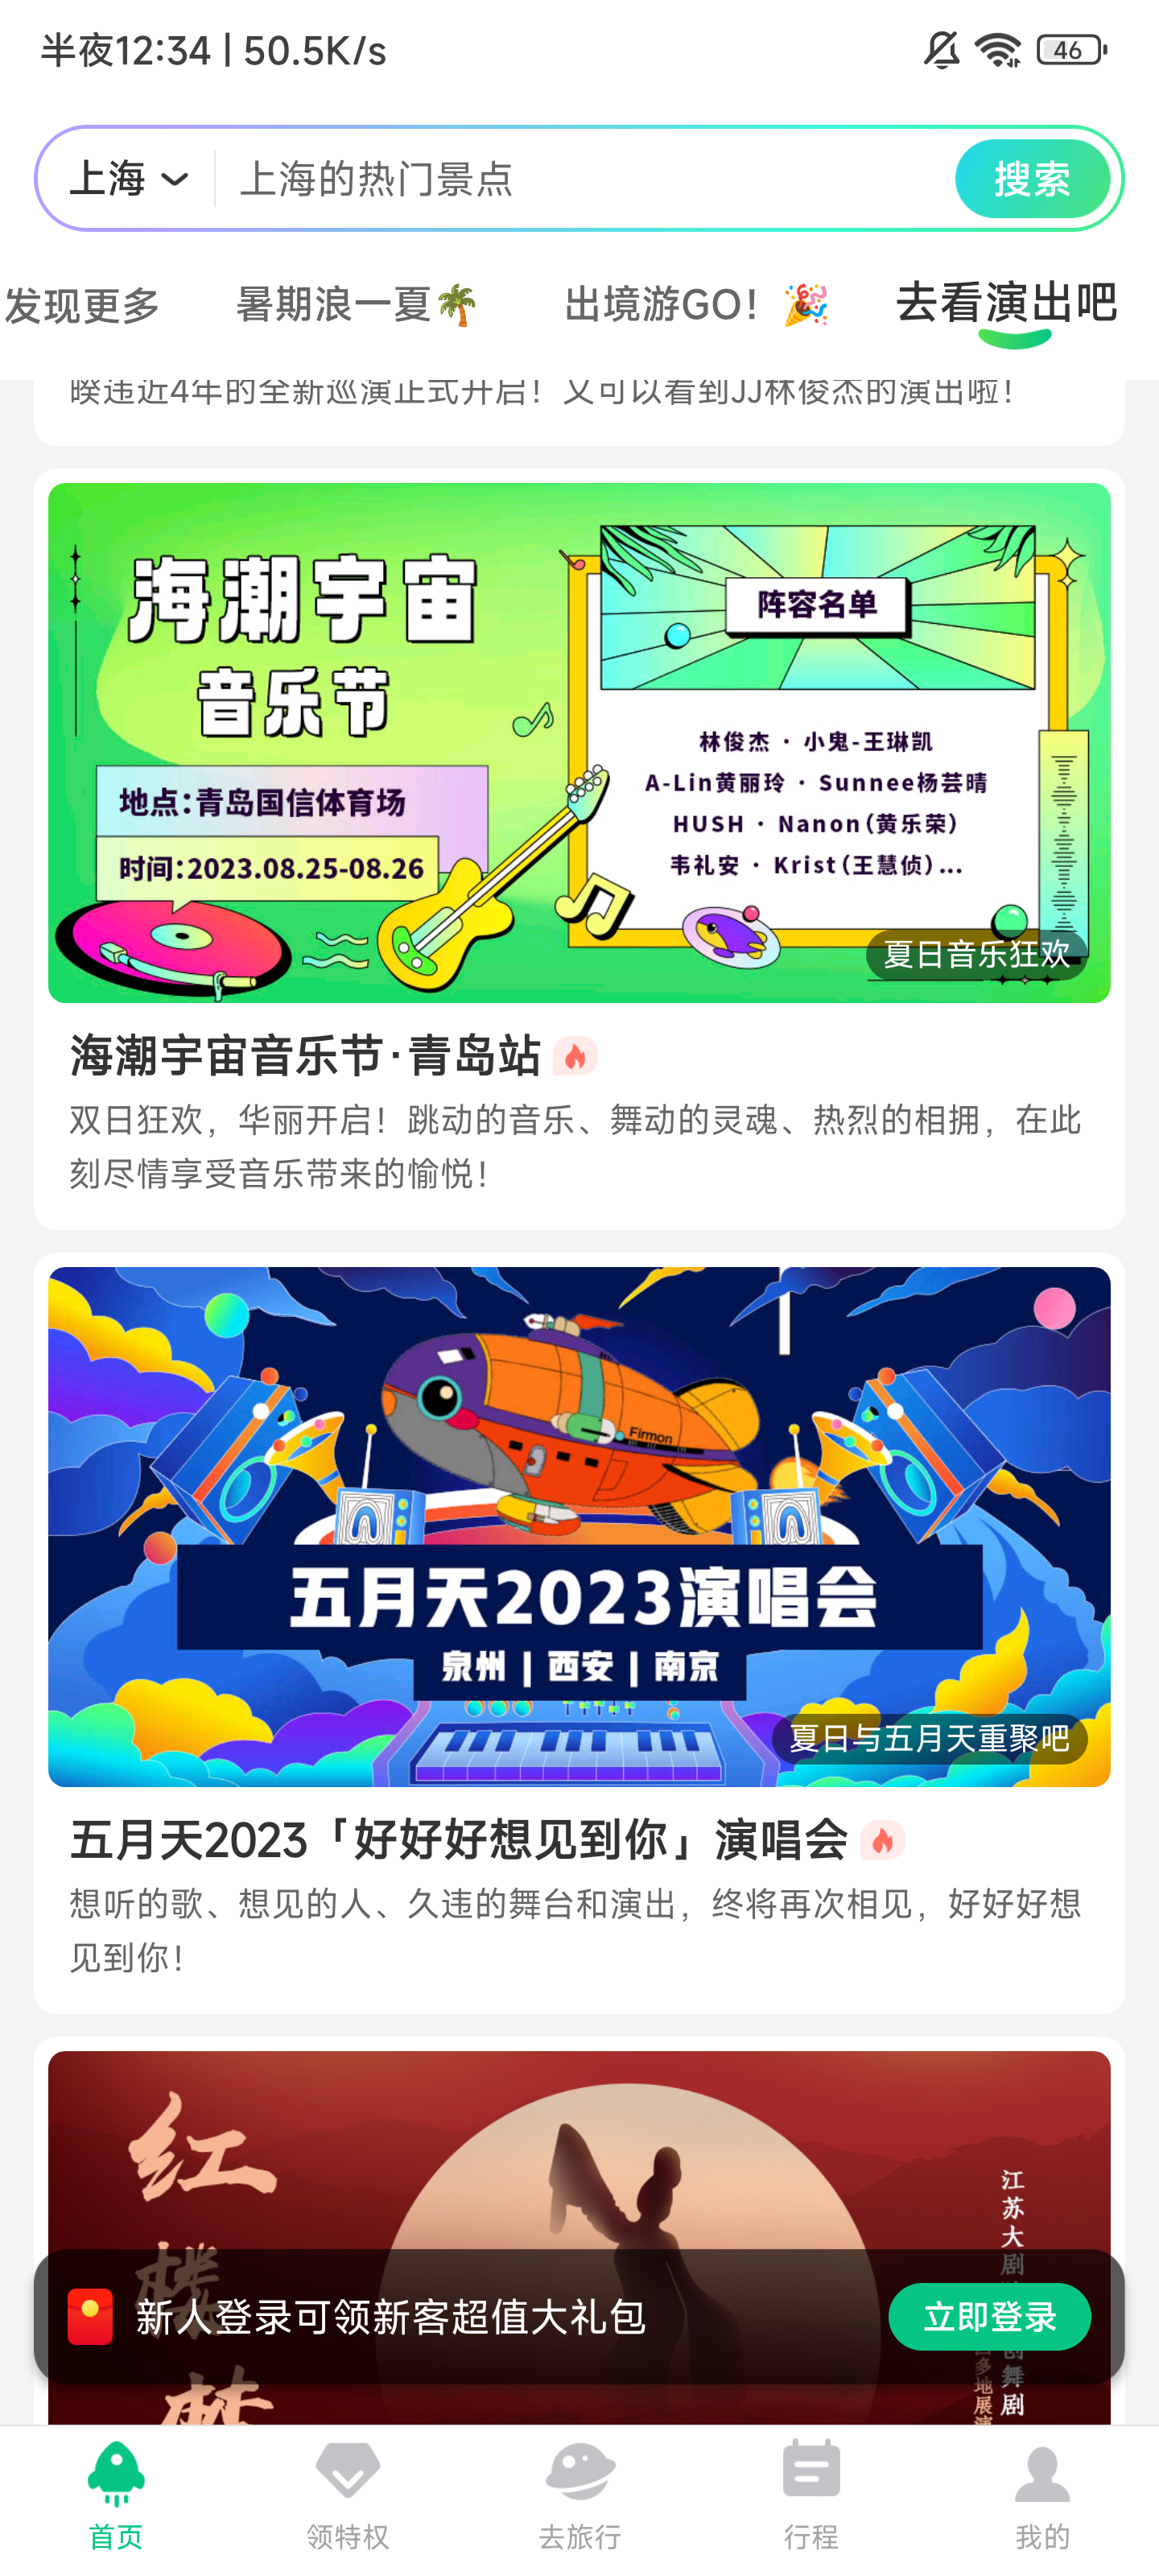 半夜12:34 | 50.5K/s
46
上海 上海的热门景点 搜索
发现更多 暑期浪一夏🌴 出境游GO！🎉 去看演出吧
睽违近4年的全新巡演正式开启！又可以看到JJ林俊杰的演出啦！
海潮宇宙
音乐节
地点：青岛国信体育场
时间：2023.08.25-08.26
阵容名单
林俊杰 · 小鬼-王琳凯
A-Lin黄丽玲 · Sunnee杨芸晴
HUSH · Nanon（黄乐荣）
韦礼安 · Krist（王慧侦）...
夏日音乐狂欢
海潮宇宙音乐节·青岛站
双日狂欢，华丽开启！跳动的音乐、舞动的灵魂、热烈的相拥，在此
刻尽情享受音乐带来的愉悦！
Firmon
五月天2023演唱会
泉州 | 西安 | 南京
夏日与五月天重聚吧
五月天2023「好好好想见到你」演唱会
想听的歌、想见的人、久违的舞台和演出，终将再次相见，好好好想
见到你！
红楼梦
江苏大剧
创舞剧
多地展演
新人登录可领新客超值大礼包
立即登录
首页 领特权 去旅行 行程 我的